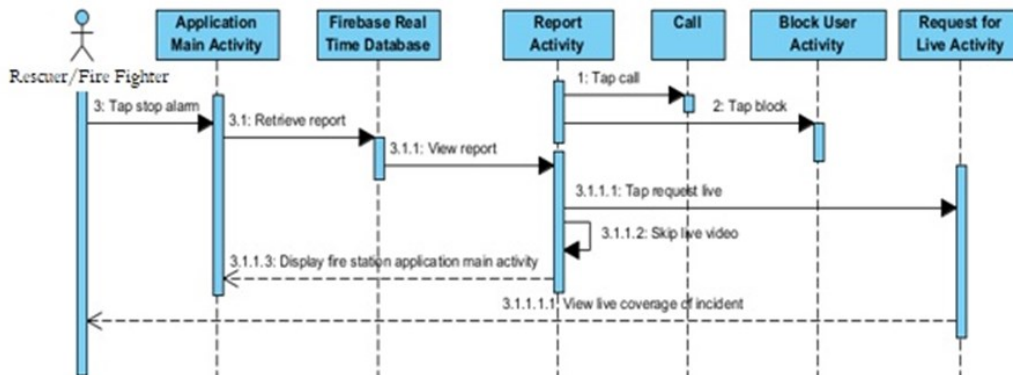 Application
Main Activity
Firebase Real
Time Database
Report
Activity
Call
Block User
Activity
Request for
Live Activity
Rescuer/Fire Fighter
1: Tap call
3: Tap stop alarm
2: Tap block
3.1: Retrieve report
3.1.1: View report
3.1.1.1: Tap request live
3.1.1.2: Skip live video
3.1.1.3: Display fire station application main activity
3.1.1.1.1: View live coverage of incident